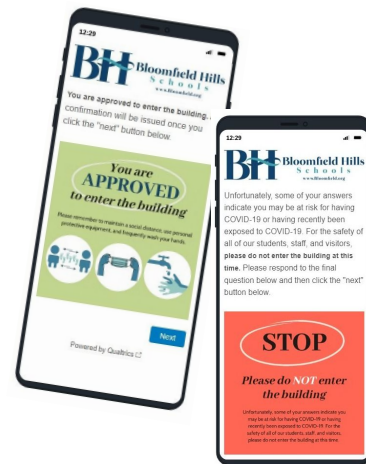 12:29
BH Bloomfield Hills
Schools
www.Bloomfield.org
You are approved to enter the building.
confirmation will be issued once you
click the "next" button below.
You are
APPROVED
to enter the building
Please remember to maintain a social distance, use personal
protective equipment, and frequently wash your hands.
Next
Powered by Qualtrics
12:29
BH Bloomfield Hills
Schools
www.Bloomfield.org
Unfortunately, some of your answers
indicate you may be at risk for having
COVID-19 or having recently been
exposed to COVID-19. For the safety of
all of our students, staff, and visitors,
please do not enter the building at this
time. Please respond to the final
question below and then click the "next"
button below.
STOP
Please do NOT enter
the building
Unfortunately, some of your answers indicate you
may be at risk for having COVID-19 or having
recently been exposed to COVID-19. For the
safety of all of our students, staff, and visitors,
please do not enter the building at this time.